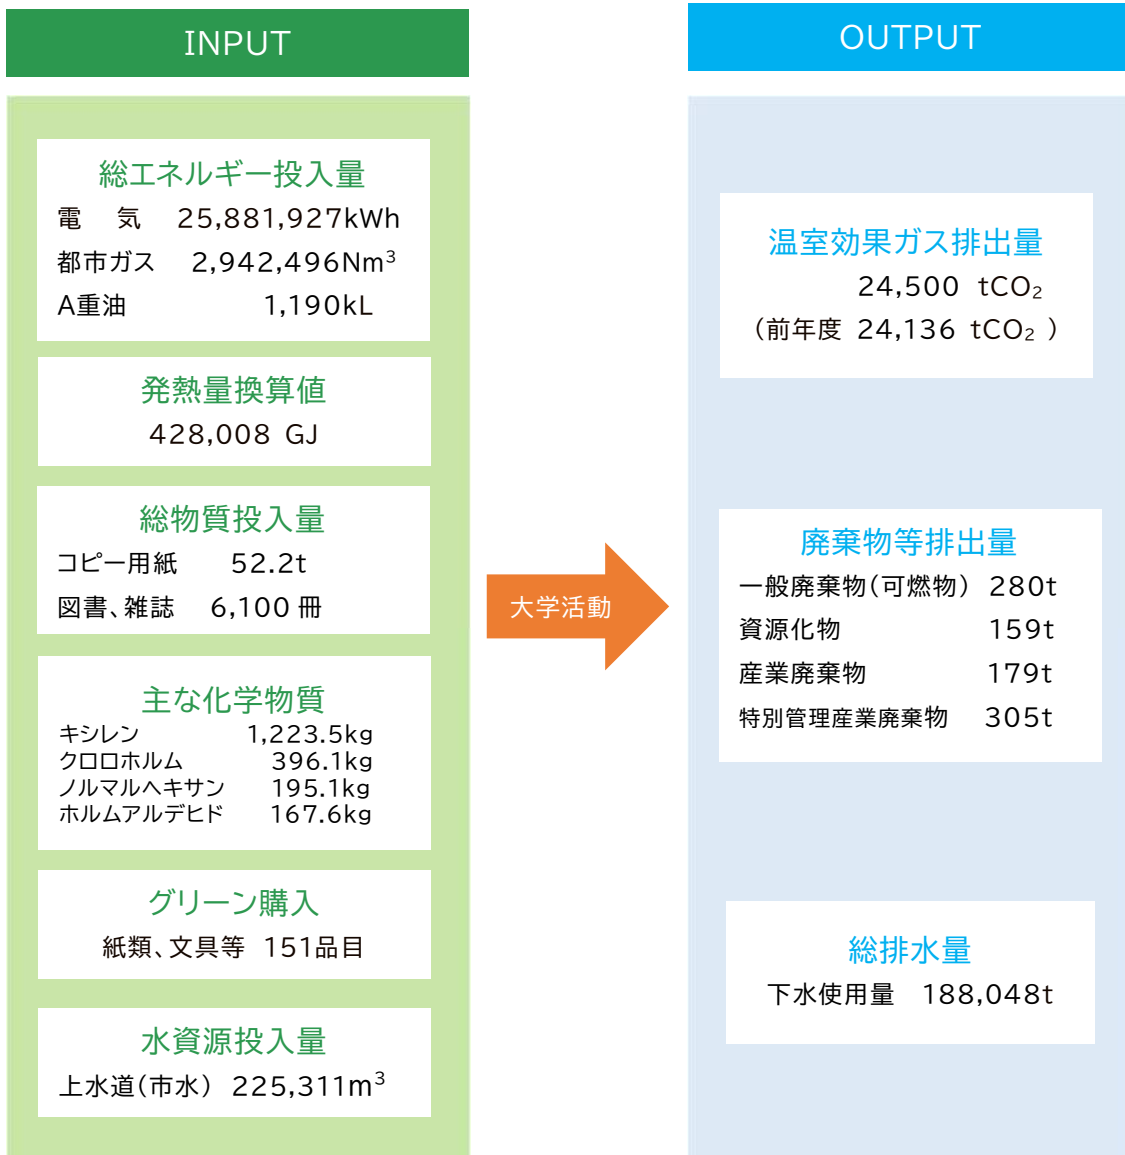 INPUT
総エネルギー投入量
電　気　25,881,927kWh
都市ガス　2,942,496Nm³
A重油　1,190kL
発熱量換算値
428,008 GJ
総物質投入量
コピー用紙　52.2t
図書、雑誌　6,100 冊
主な化学物質
キシレン　1,223.5kg
クロロホルム　396.1kg
ノルマルヘキサン　195.1kg
ホルムアルデヒド　167.6kg
グリーン購入
紙類、文具等　151品目
水資源投入量
上水道(市水)　225,311m³
大学活動
OUTPUT
温室効果ガス排出量
24,500 tCO₂
(前年度 24,136 tCO₂ )
廃棄物等排出量
一般廃棄物(可燃物)　280t
資源化物　159t
産業廃棄物　179t
特別管理産業廃棄物　305t
総排水量
下水使用量　188,048t